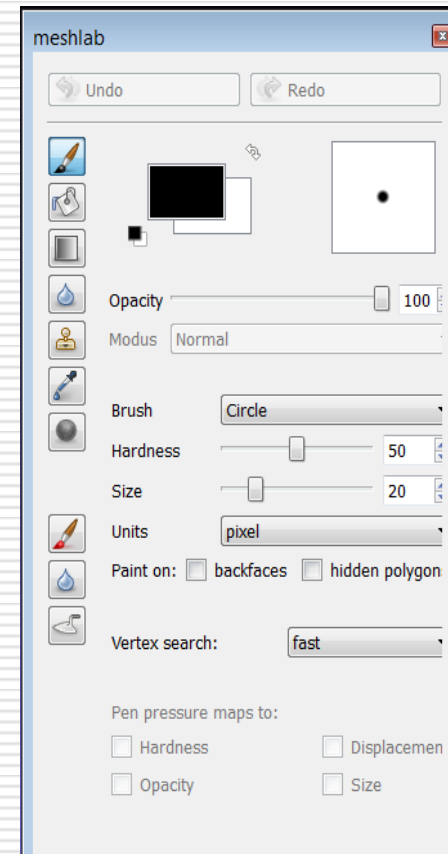 meshlab
Undo Redo
Opacity 100
Modus Normal
Brush Circle
Hardness 50
Size 20
Units pixel
Paint on: backfaces hidden polygon
Vertex search: fast
Pen pressure maps to:
Hardness Displacemen
Opacity Size